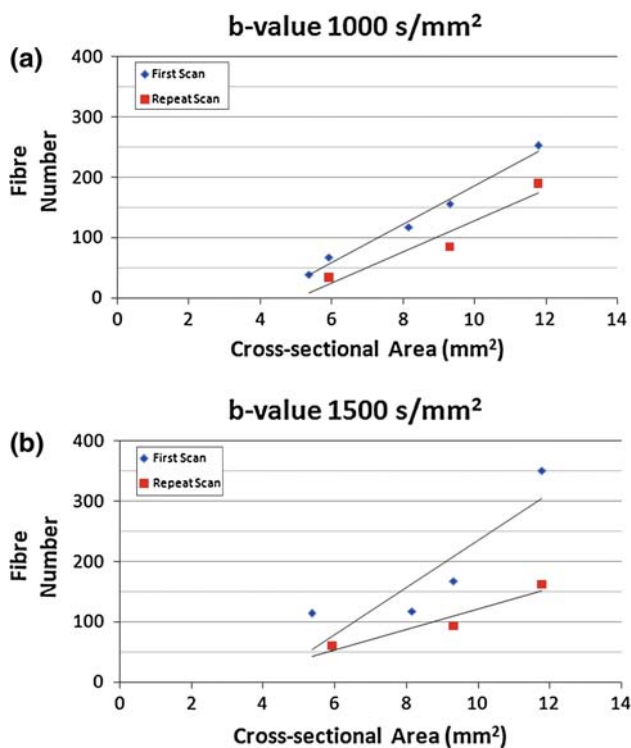 b-value 1000 s/mm²
(a)
First Scan
Repeat Scan
Fibre Number
400
300
200
100
0
0 2 4 6 8 10 12 14
Cross-sectional Area (mm²)
b-value 1500 s/mm²
(b)
First Scan
Repeat Scan
Fibre Number
400
300
200
100
0
0 2 4 6 8 10 12 14
Cross-sectional Area (mm²)